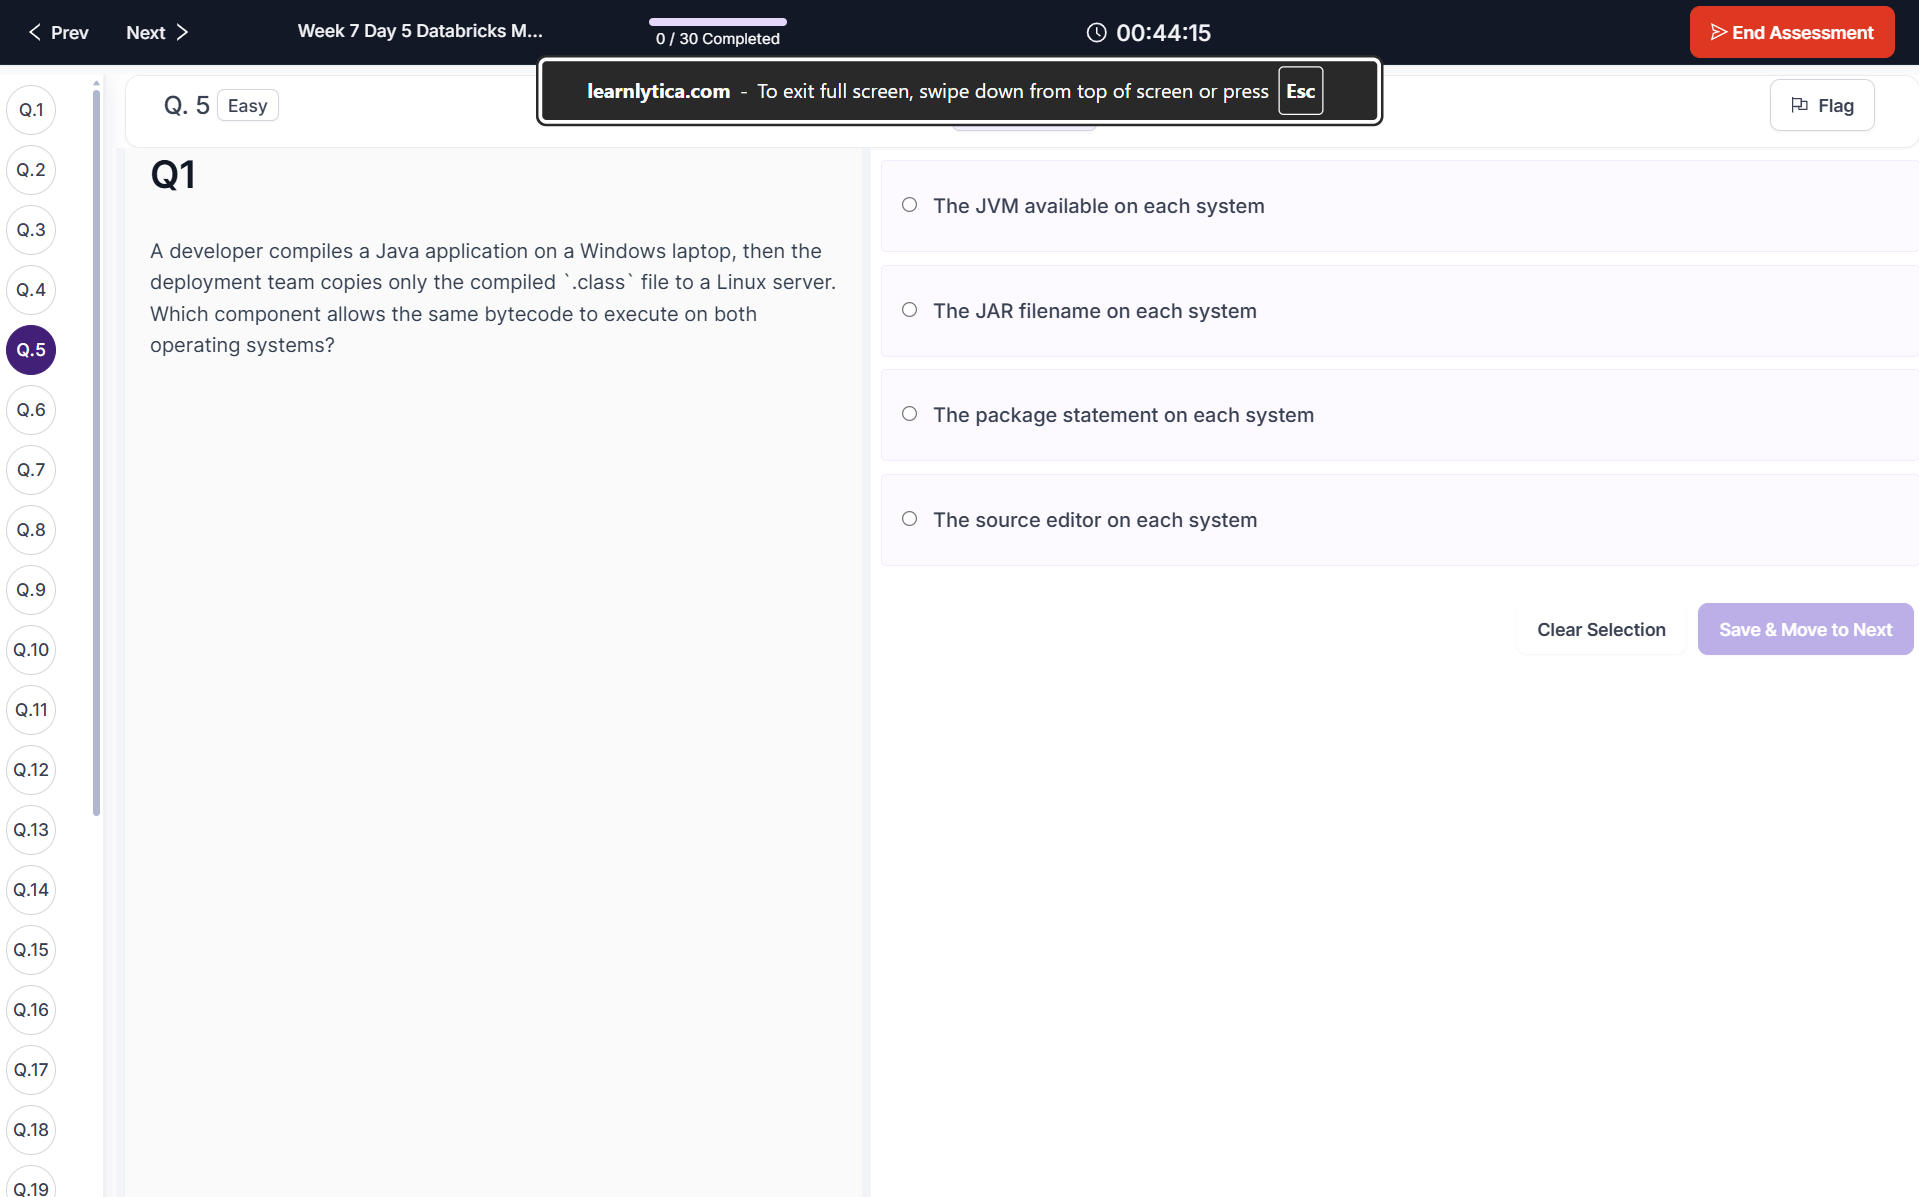 Prev
Next
Week 7 Day 5 Databricks M...
0 / 30 Completed
00:44:15
End Assessment
learnlytica.com - To exit full screen, swipe down from top of screen or press Esc
Q. 5 Easy
Flag
Q.1
Q.2
Q.3
Q.4
Q.5
Q.6
Q.7
Q.8
Q.9
Q.10
Q.11
Q.12
Q.13
Q.14
Q.15
Q.16
Q.17
Q.18
Q.19
Q1
A developer compiles a Java application on a Windows laptop, then the
deployment team copies only the compiled `.class` file to a Linux server.
Which component allows the same bytecode to execute on both
operating systems?
The JVM available on each system
The JAR filename on each system
The package statement on each system
The source editor on each system
Clear Selection
Save & Move to Next